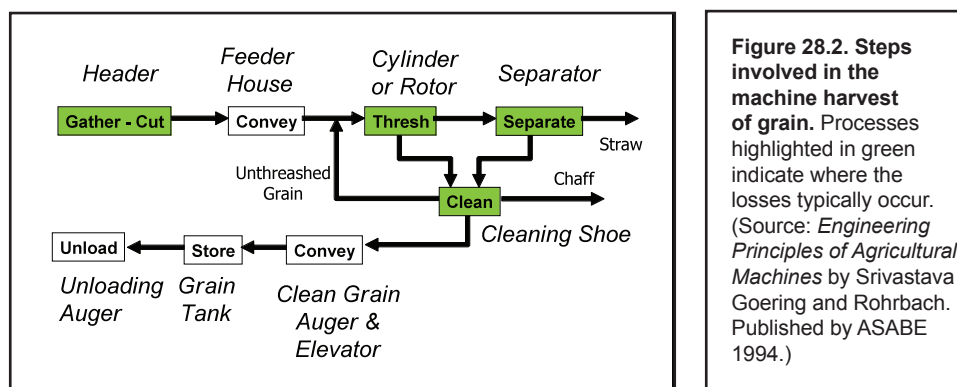 Header
Feeder
House
Cylinder
or Rotor
Separator
Gather - Cut
Convey
Thresh
Separate
Straw
Unthreashed
Grain
Chaff
Clean
Cleaning Shoe
Unload
Store
Convey
Unloading
Auger
Grain
Tank
Clean Grain
Auger &
Elevator
Figure 28.2. Steps
involved in the
machine harvest
of grain. Processes
highlighted in green
indicate where the
losses typically occur.
(Source: Engineering
Principles of Agricultural
Machines by Srivastava
Goering and Rohrbach.
Published by ASABE
1994.)